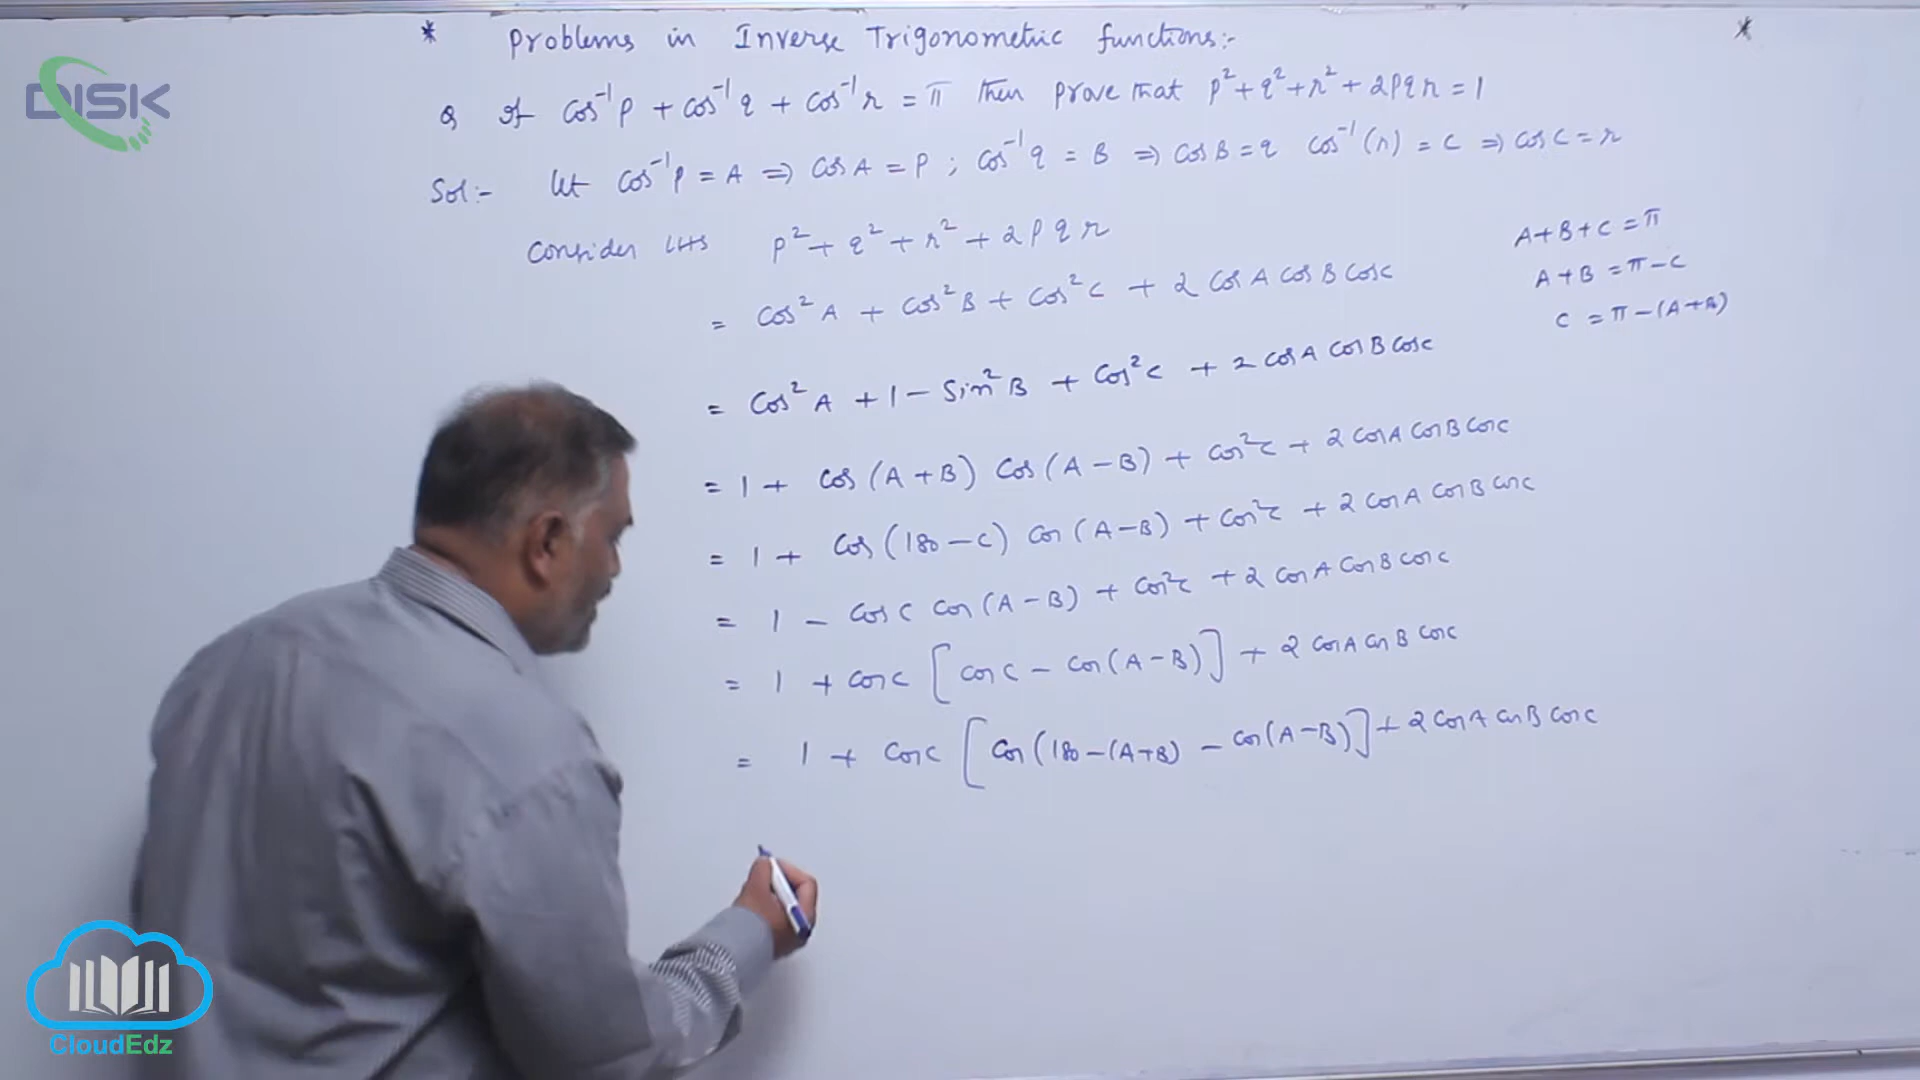 * Problems in Inverse Trigonometric functions:- *
DISK
Q If cos⁻¹p + cos⁻¹q + cos⁻¹r = π then prove that p² + q² + r² + 2pqr = 1
Sol:- let cos⁻¹p = A ⇒ cos A = p ; cos⁻¹q = B ⇒ cos B = q cos⁻¹(r) = C ⇒ cos C = r
Consider LHS p² + q² + r² + 2pqr
A + B + C = π
= cos²A + cos²B + cos²C + 2 cos A cos B cos C
A + B = π - C
C = π - (A + B)
= cos²A + 1 - sin²B + cos²C + 2 cos A cos B cos C
= 1 + cos(A + B) cos(A - B) + cos²C + 2 cos A cos B cos C
= 1 + cos(180 - C) cos(A - B) + cos²C + 2 cos A cos B cos C
= 1 - cos C cos(A - B) + cos²C + 2 cos A cos B cos C
= 1 + cos C [cos C - cos(A - B)] + 2 cos A cos B cos C
= 1 + cos C [cos(180 - (A + B) - cos(A - B)] + 2 cos A cos B cos C
CloudEdz